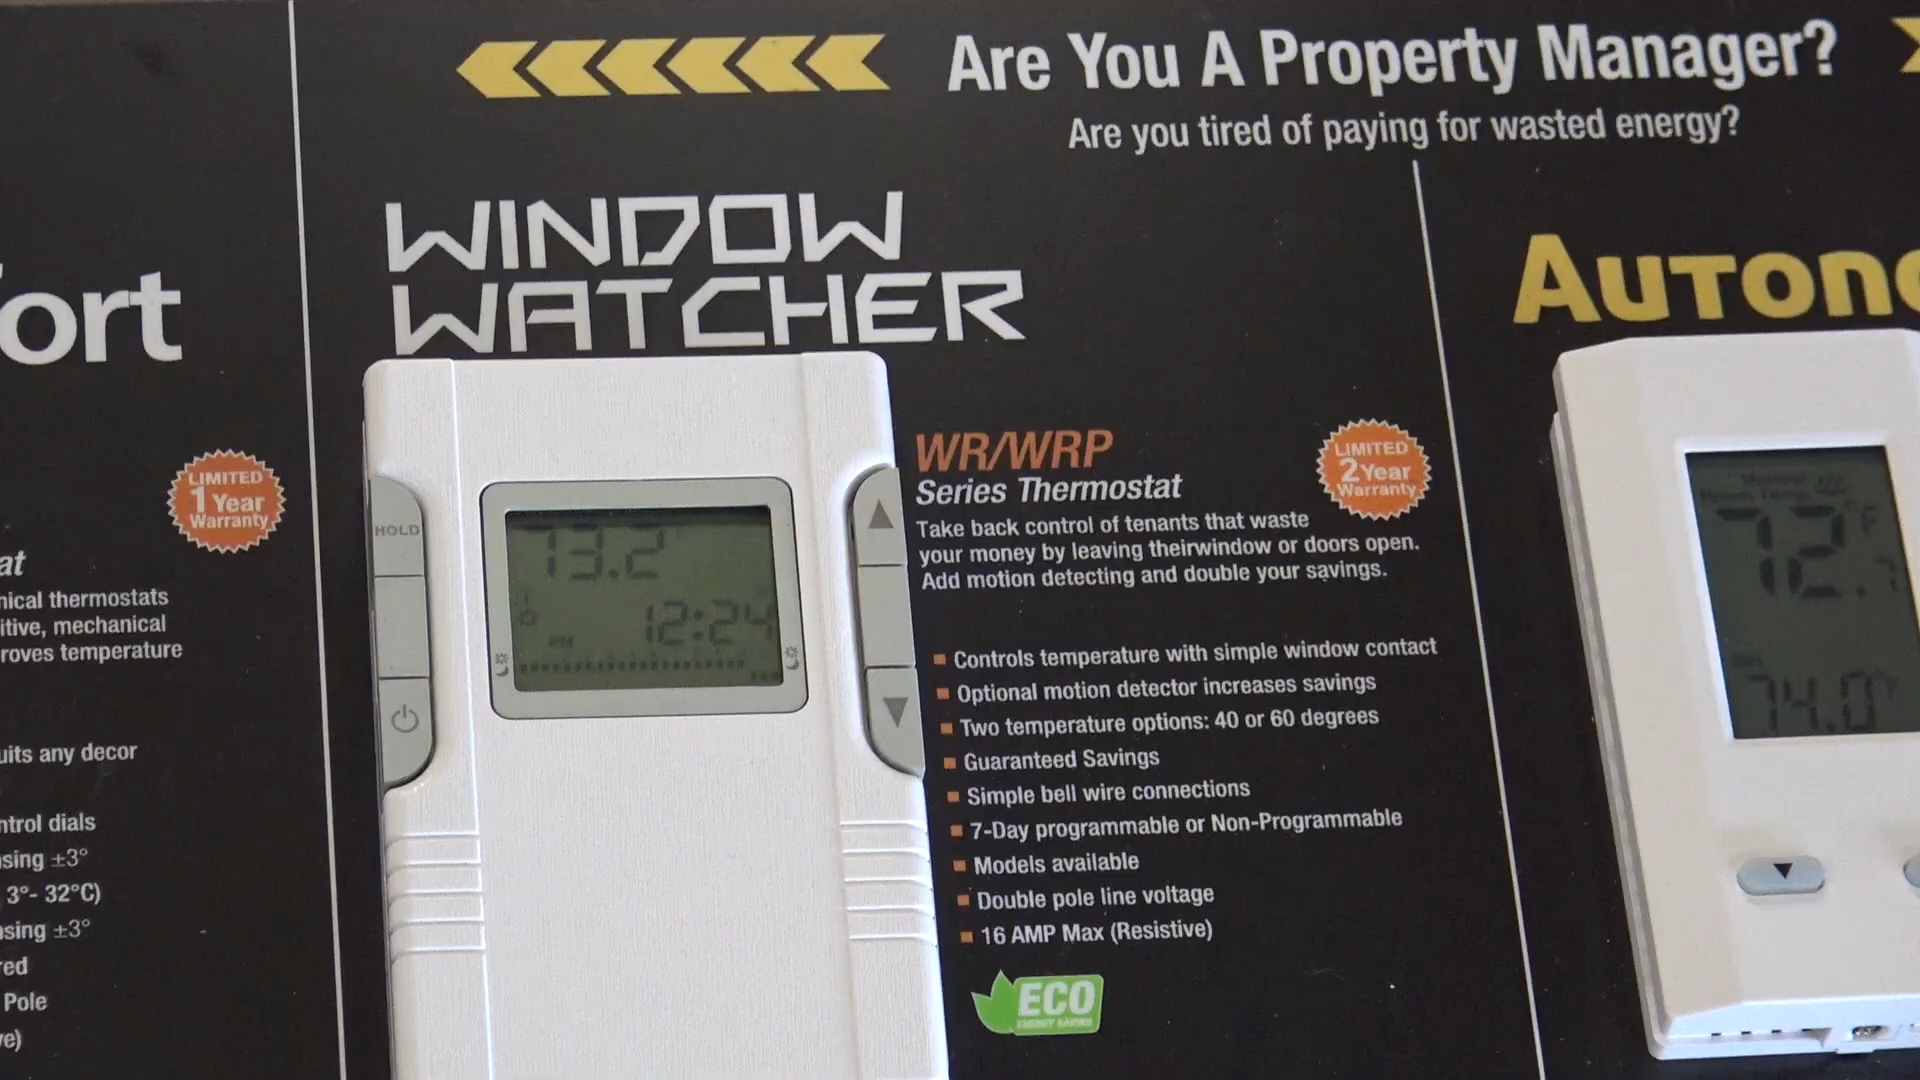 Are You A Property Manager?
Are you tired of paying for wasted energy?
ort
LIMITED
1 Year
Warranty
at
nical thermostats
itive, mechanical
roves temperature
uits any decor
ntrol dials
sing ±3°
3°- 32°C)
sing ±3°
red
Pole
ve)
WINDOW
WATCHER
HOLD
73.2
12:24
PM
WR/WRP
Series Thermostat
LIMITED
2 Year
Warranty
Take back control of tenants that waste
your money by leaving theirwindow or doors open.
Add motion detecting and double your savings.
Controls temperature with simple window contact
Optional motion detector increases savings
Two temperature options: 40 or 60 degrees
Guaranteed Savings
Simple bell wire connections
7-Day programmable or Non-Programmable
Models available
Double pole line voltage
16 AMP Max (Resistive)
ECO
ENERGY SAVING
AUTONO
Room Temp
72.7°F
74.0°F